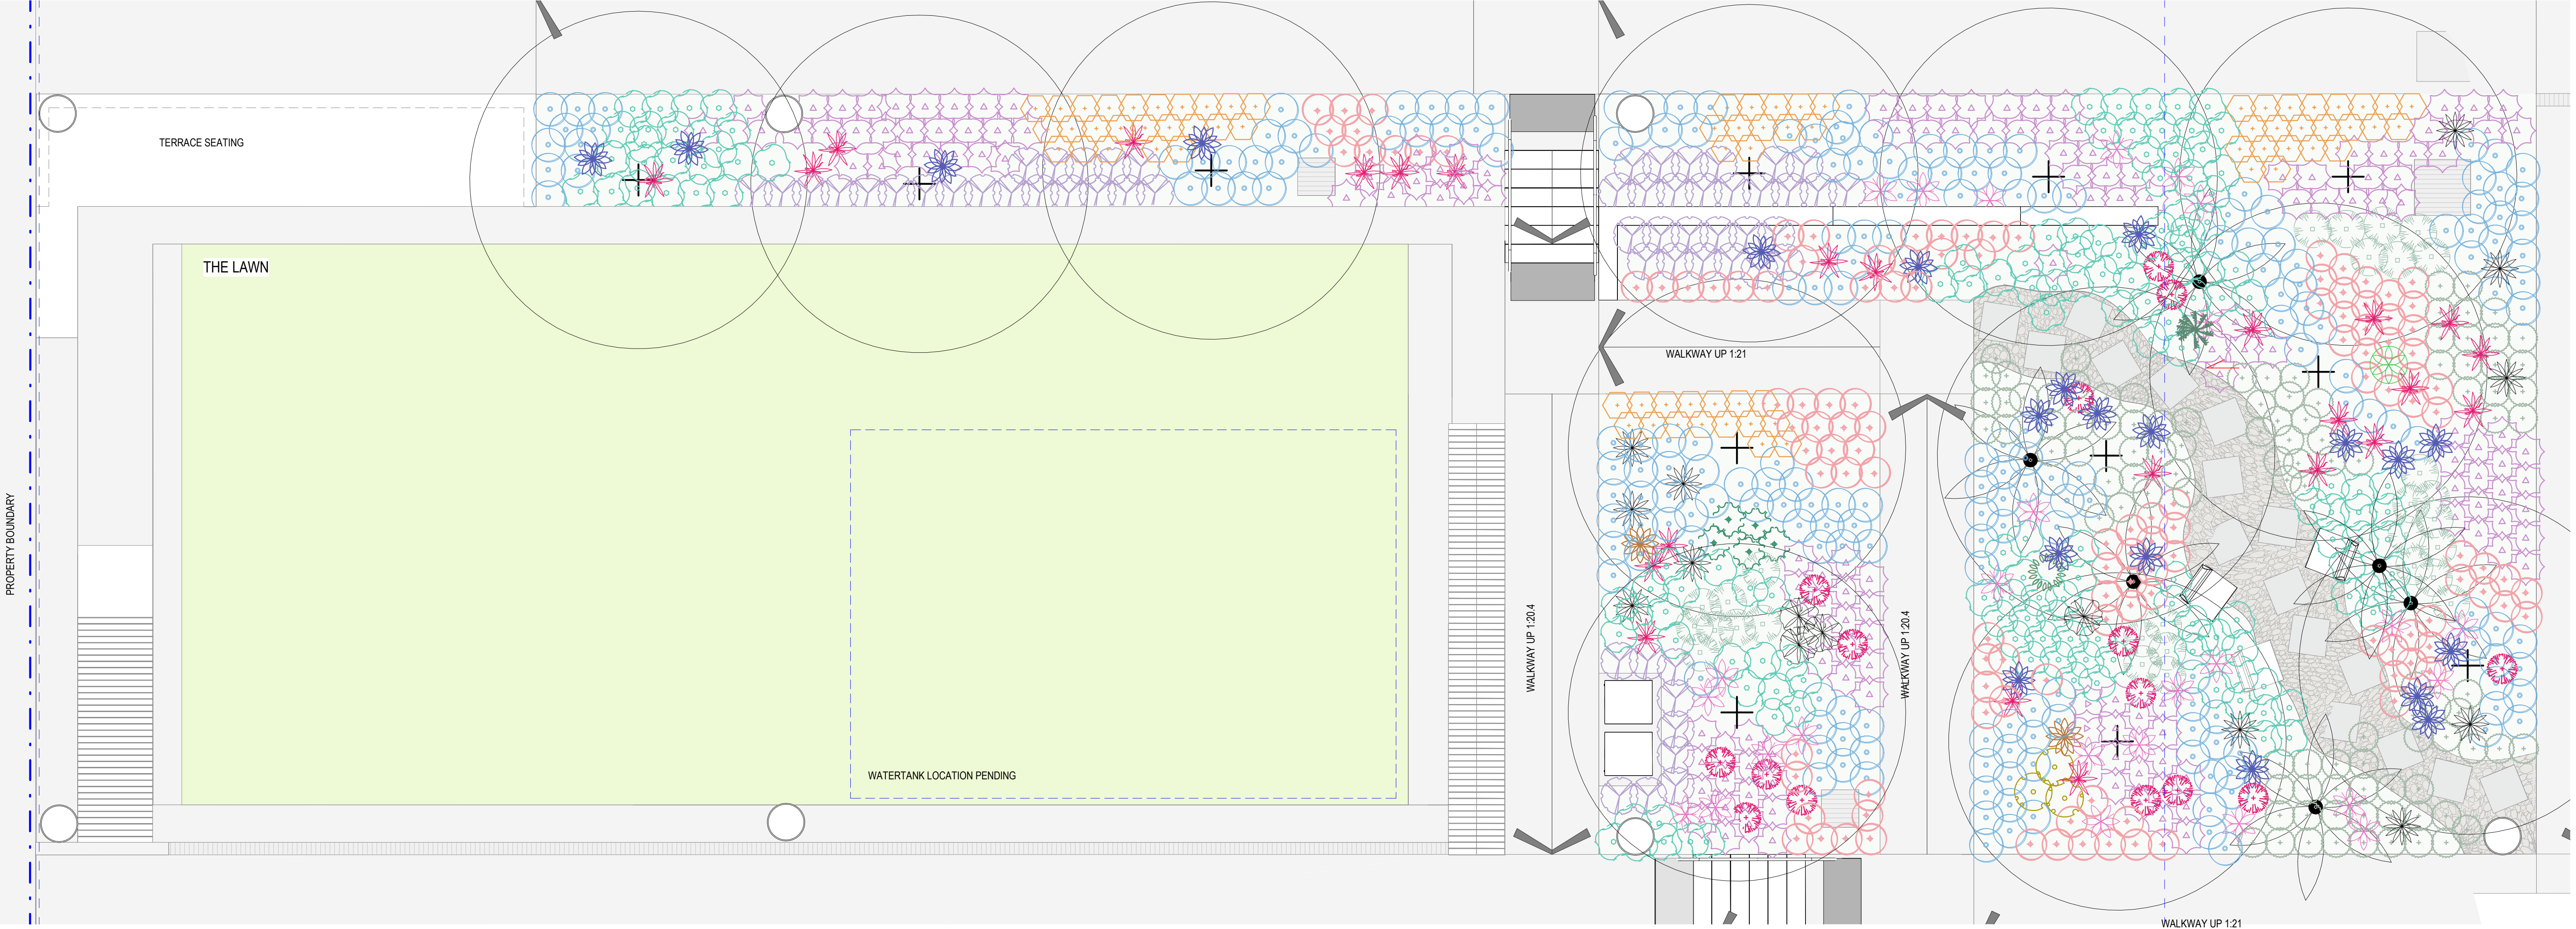 TERRACE SEATING
THE LAWN
WALKWAY UP 1:21
PROPERTY BOUNDARY
WALKWAY UP 1:20.4
WALKWAY UP 1:20.4
WATERTANK LOCATION PENDING
WALKWAY UP 1:21